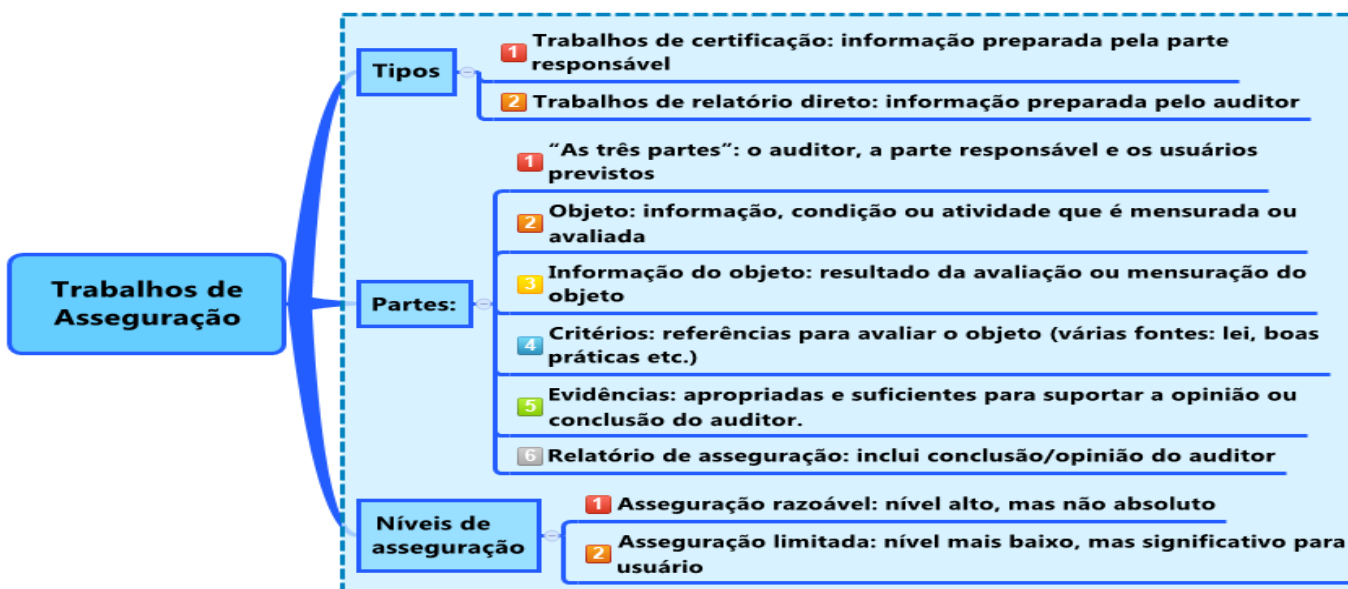 Trabalhos de
Asseguração
Tipos
1 Trabalhos de certificação: informação preparada pela parte
responsável
2 Trabalhos de relatório direto: informação preparada pelo auditor
Partes:
1 “As três partes”: o auditor, a parte responsável e os usuários
previstos
2 Objeto: informação, condição ou atividade que é mensurada ou
avaliada
3 Informação do objeto: resultado da avaliação ou mensuração do
objeto
4 Critérios: referências para avaliar o objeto (várias fontes: lei, boas
práticas etc.)
5 Evidências: apropriadas e suficientes para suportar a opinião ou
conclusão do auditor.
6 Relatório de asseguração: inclui conclusão/opinião do auditor
Níveis de
asseguração
1 Asseguração razoável: nível alto, mas não absoluto
2 Asseguração limitada: nível mais baixo, mas significativo para
usuário